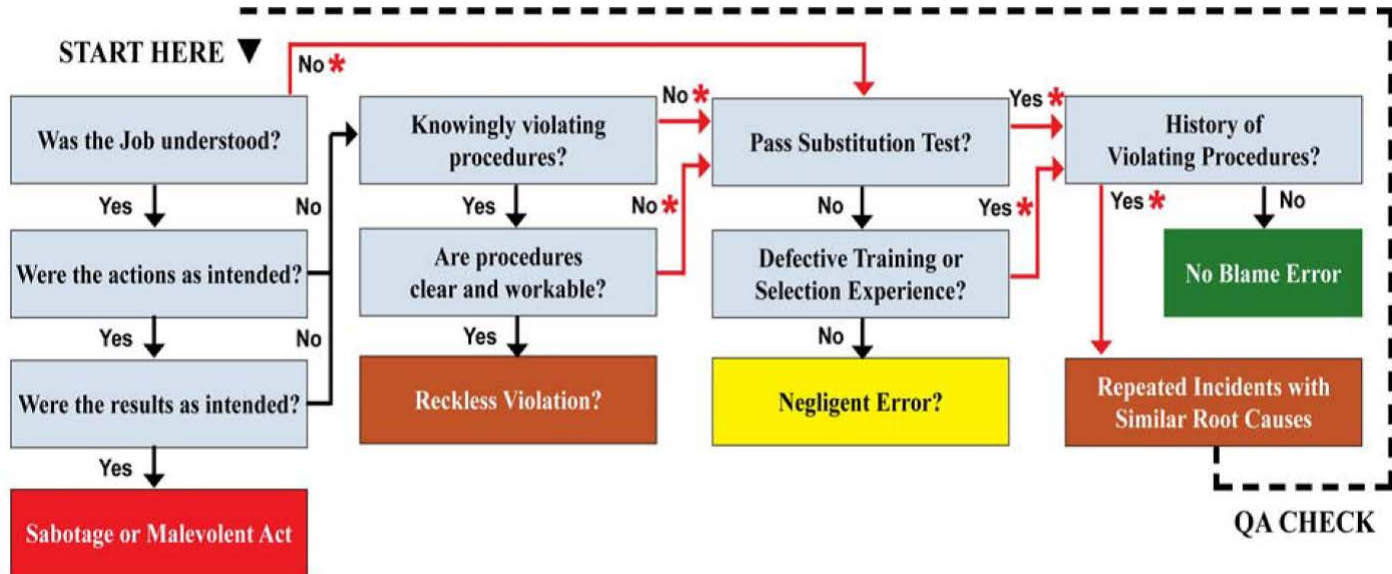 START HERE ▼
No *
Was the Job understood?
Yes
No
Were the actions as intended?
Yes
No
Were the results as intended?
Yes
Sabotage or Malevolent Act
Knowingly violating
procedures?
No *
Yes
No *
Are procedures
clear and workable?
Yes
Reckless Violation?
Pass Substitution Test?
Yes *
No
Yes *
Defective Training or
Selection Experience?
No
Negligent Error?
History of
Violating Procedures?
Yes *
No
No Blame Error
Repeated Incidents with
Similar Root Causes
QA CHECK